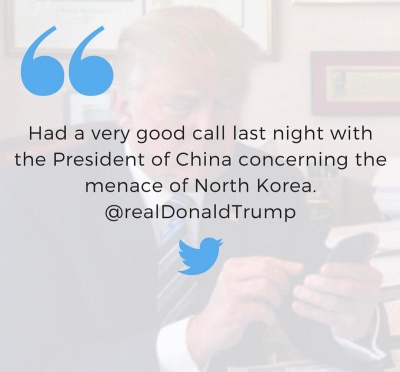 Had a very good call last night with
the President of China concerning the
menace of North Korea.
@realDonaldTrump